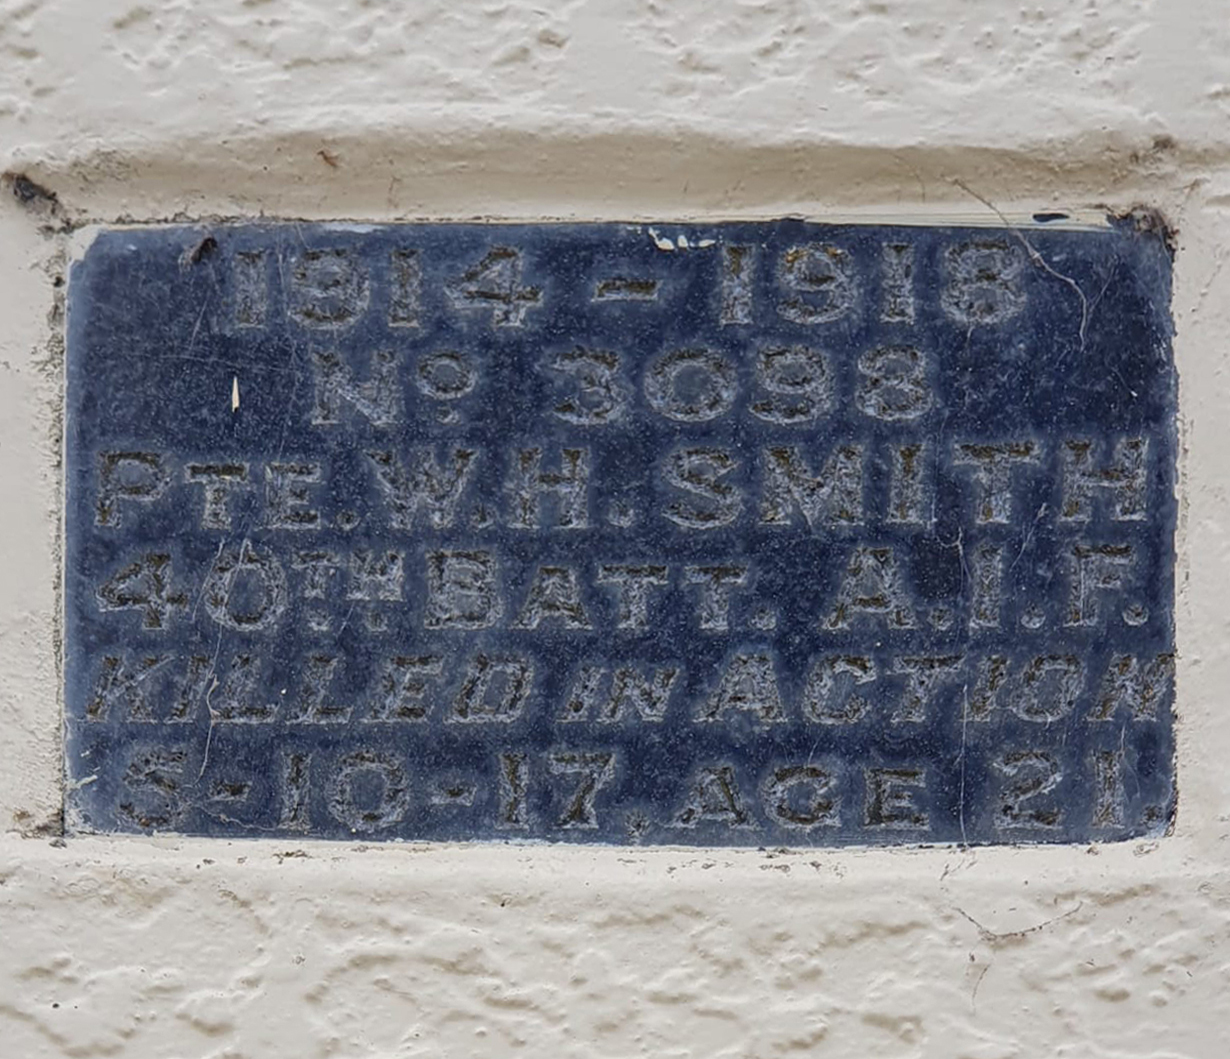 1914 - 1918
Nº 3098
PTE. W.H. SMITH
40TH BATT. A.I.F.
KILLED IN ACTION
5-10-17. AGE 21.